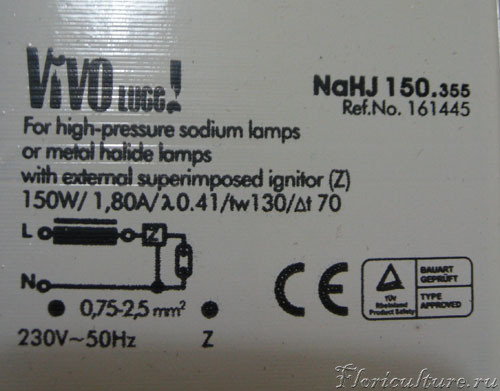 VIVO LUCC!
NaHJ 150.355
Ref.No. 161445
For high-pressure sodium lamps
or metal halide lamps
with external superimposed ignitor (Z)
150W/ 1,80A/λ0.41/tw130/Δt 70
L
Z
N
0,75-2,5 mm²
230V~50Hz
Z
CE
TÜV
Rheinland
Product Safety
BAUART
GEPRÜFT
TYPE
APPROVED
Floriculture.ru